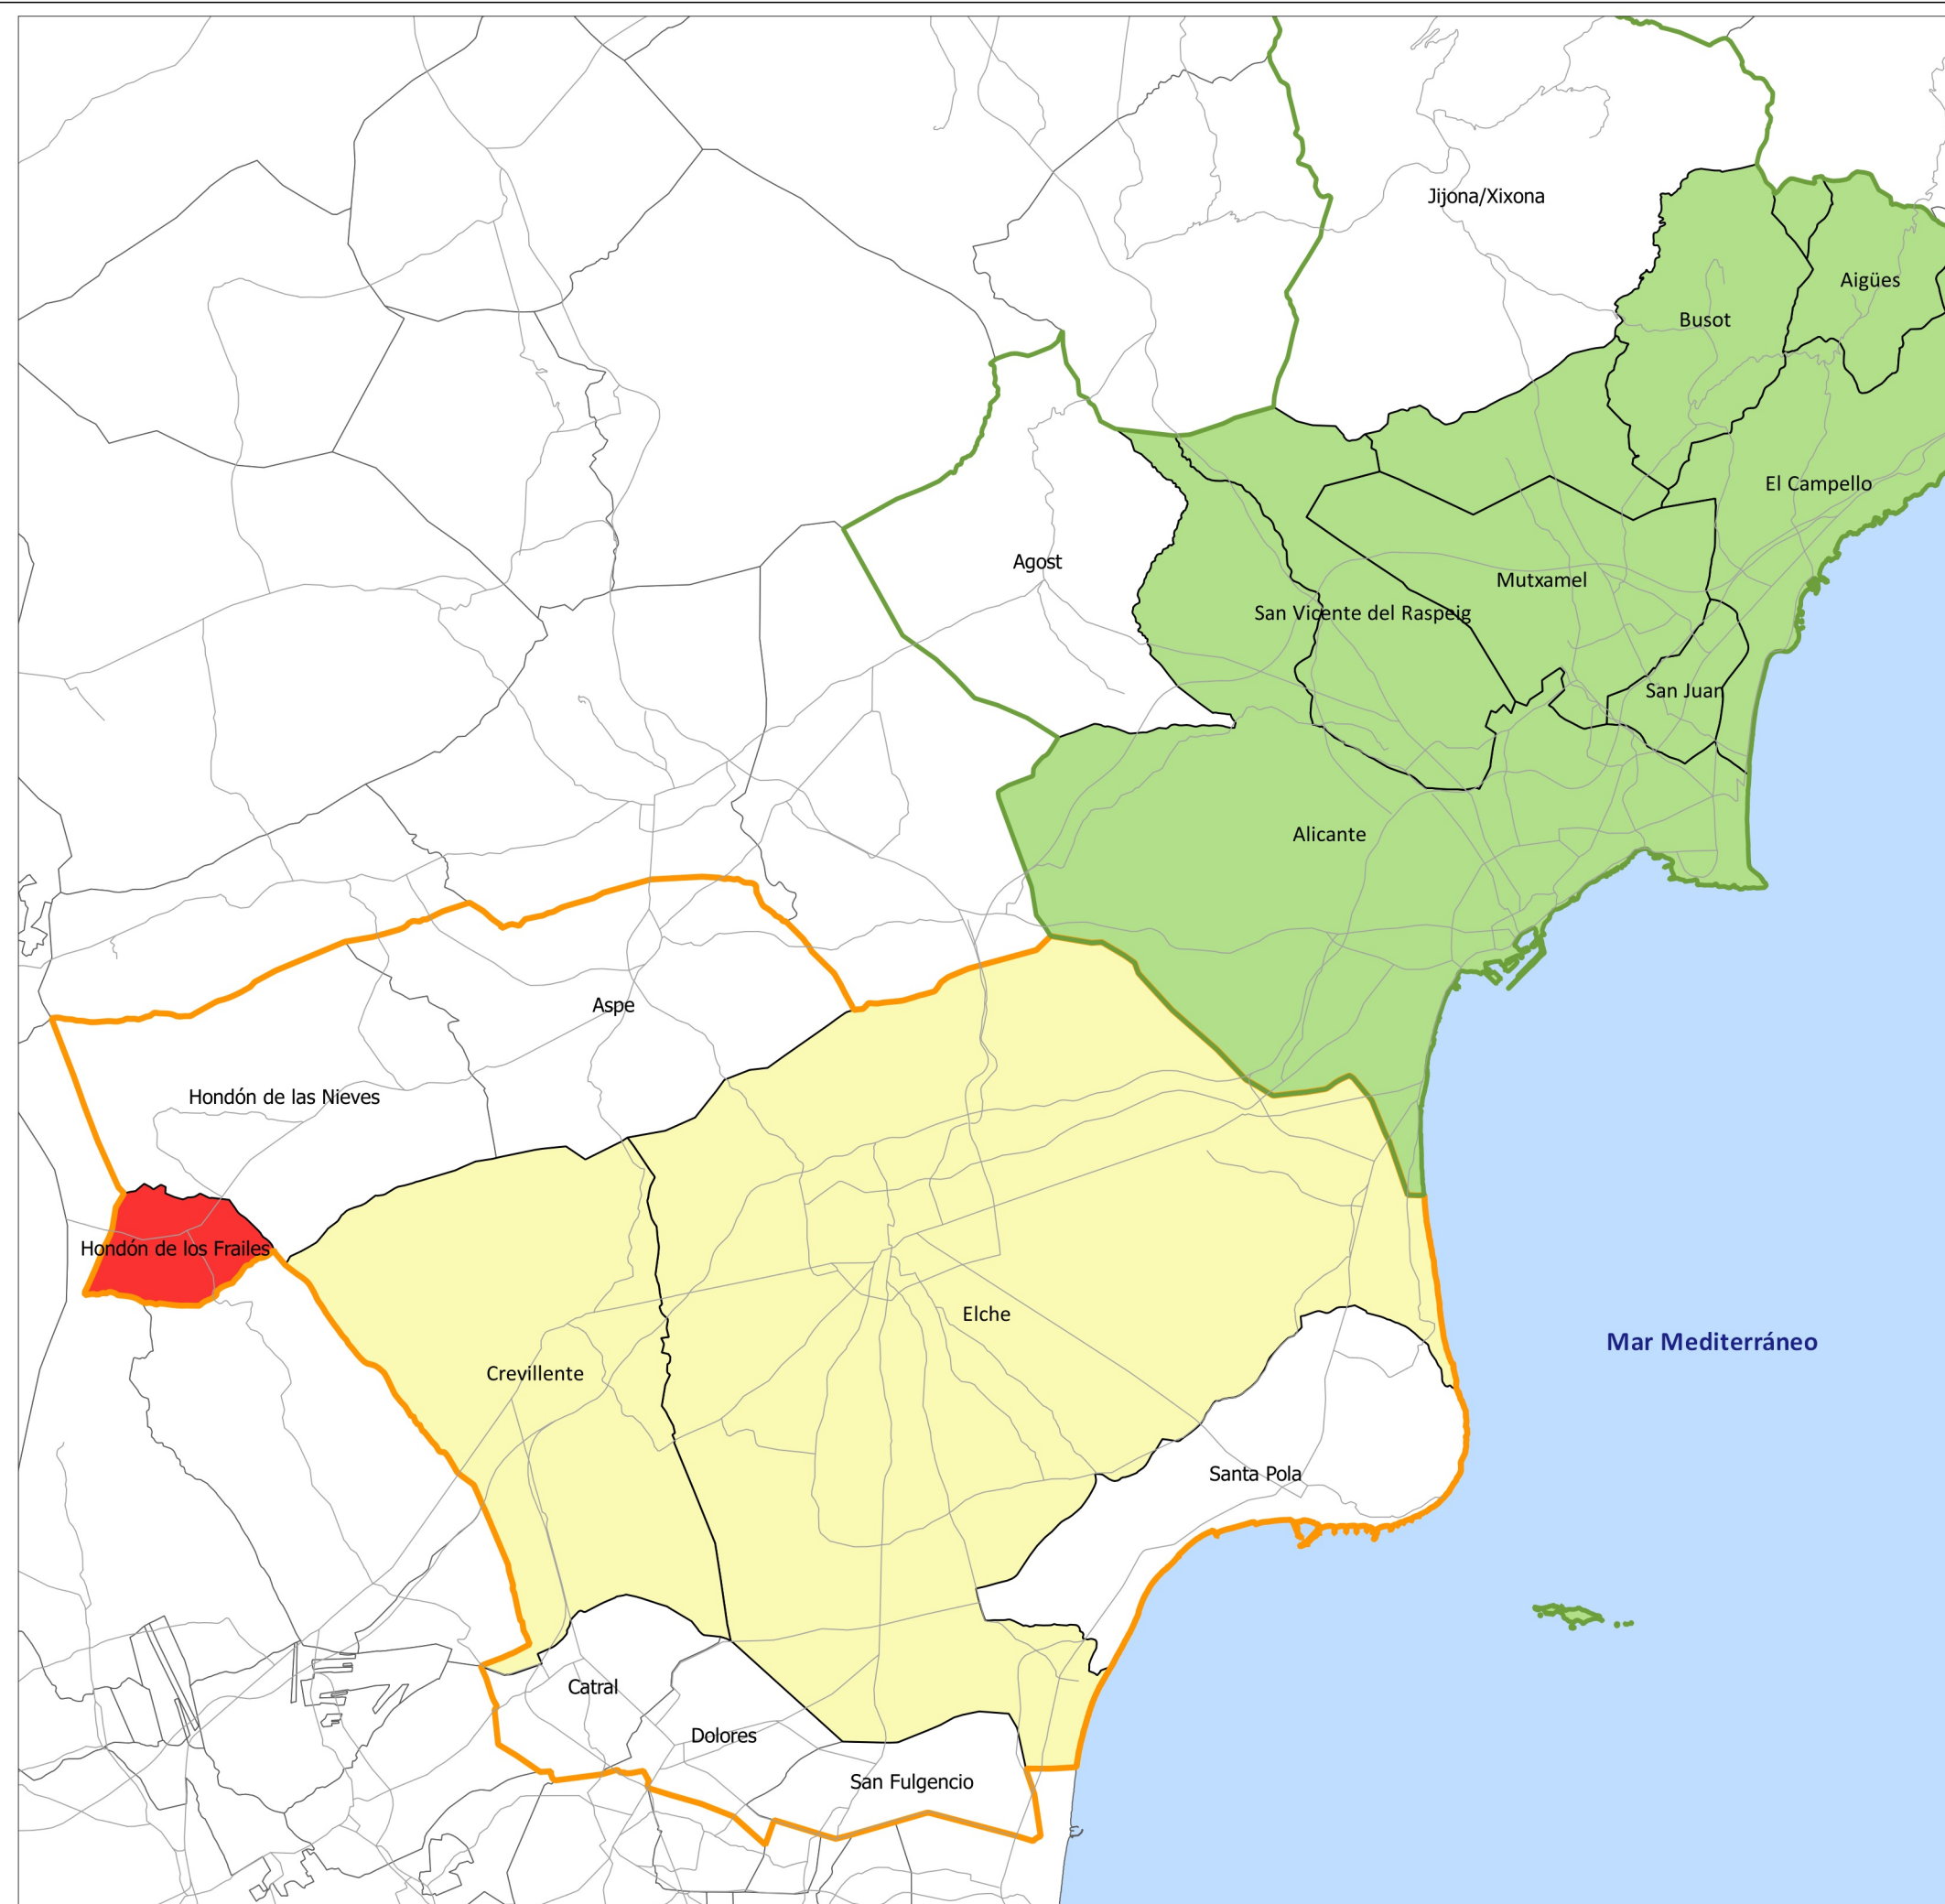 Jijona/Xixona
Aigües
Busot
El Campello
Agost
Mutxamel
San Vicente del Raspeig
San Juan
Alicante
Aspe
Hondón de las Nieves
Hondón de los Frailes
Elche
Mar Mediterráneo
Crevillente
Santa Pola
Catral
Dolores
San Fulgencio